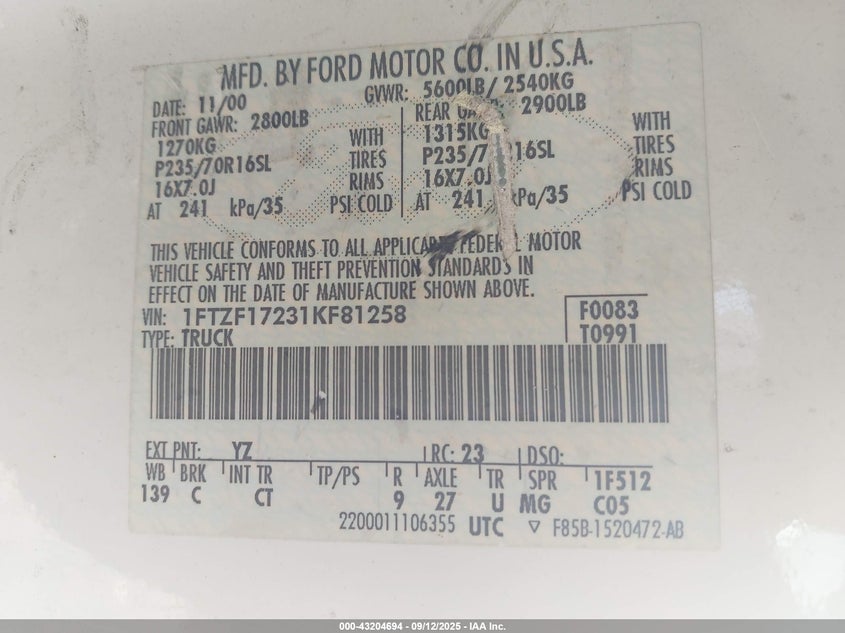 MFD. BY FORD MOTOR CO. IN U.S.A.
DATE: 11/00 GVWR: 5600LB/ 2540KG
FRONT GAWR: 2800LB REAR GA 2900LB
1270KG WITH 1315KG WITH
P235/70R16SL TIRES P235/7 R16SL TIRES
16X7.0J RIMS 16X7.0J RIMS
AT 241 kPa/35 PSI COLD AT 241 kPa/35 PSI COLD
THIS VEHICLE CONFORMS TO ALL APPLICABLE FEDERAL MOTOR
VEHICLE SAFETY AND THEFT PREVENTION STANDARDS IN
EFFECT ON THE DATE OF MANUFACTURE SHOWN ABOVE.
VIN: 1FTZF17231KF81258 F0083
TYPE: TRUCK T0991
EXT PNT: YZ RC: 23 DSO:
WB BRK INT TR TP/PS R AXLE TR SPR 1F512
139 C CT 9 27 U MG C05
2200011106355 UTC ▽ F85B-1520472-AB
000-43204694 - 09/12/2025 - IAA Inc.